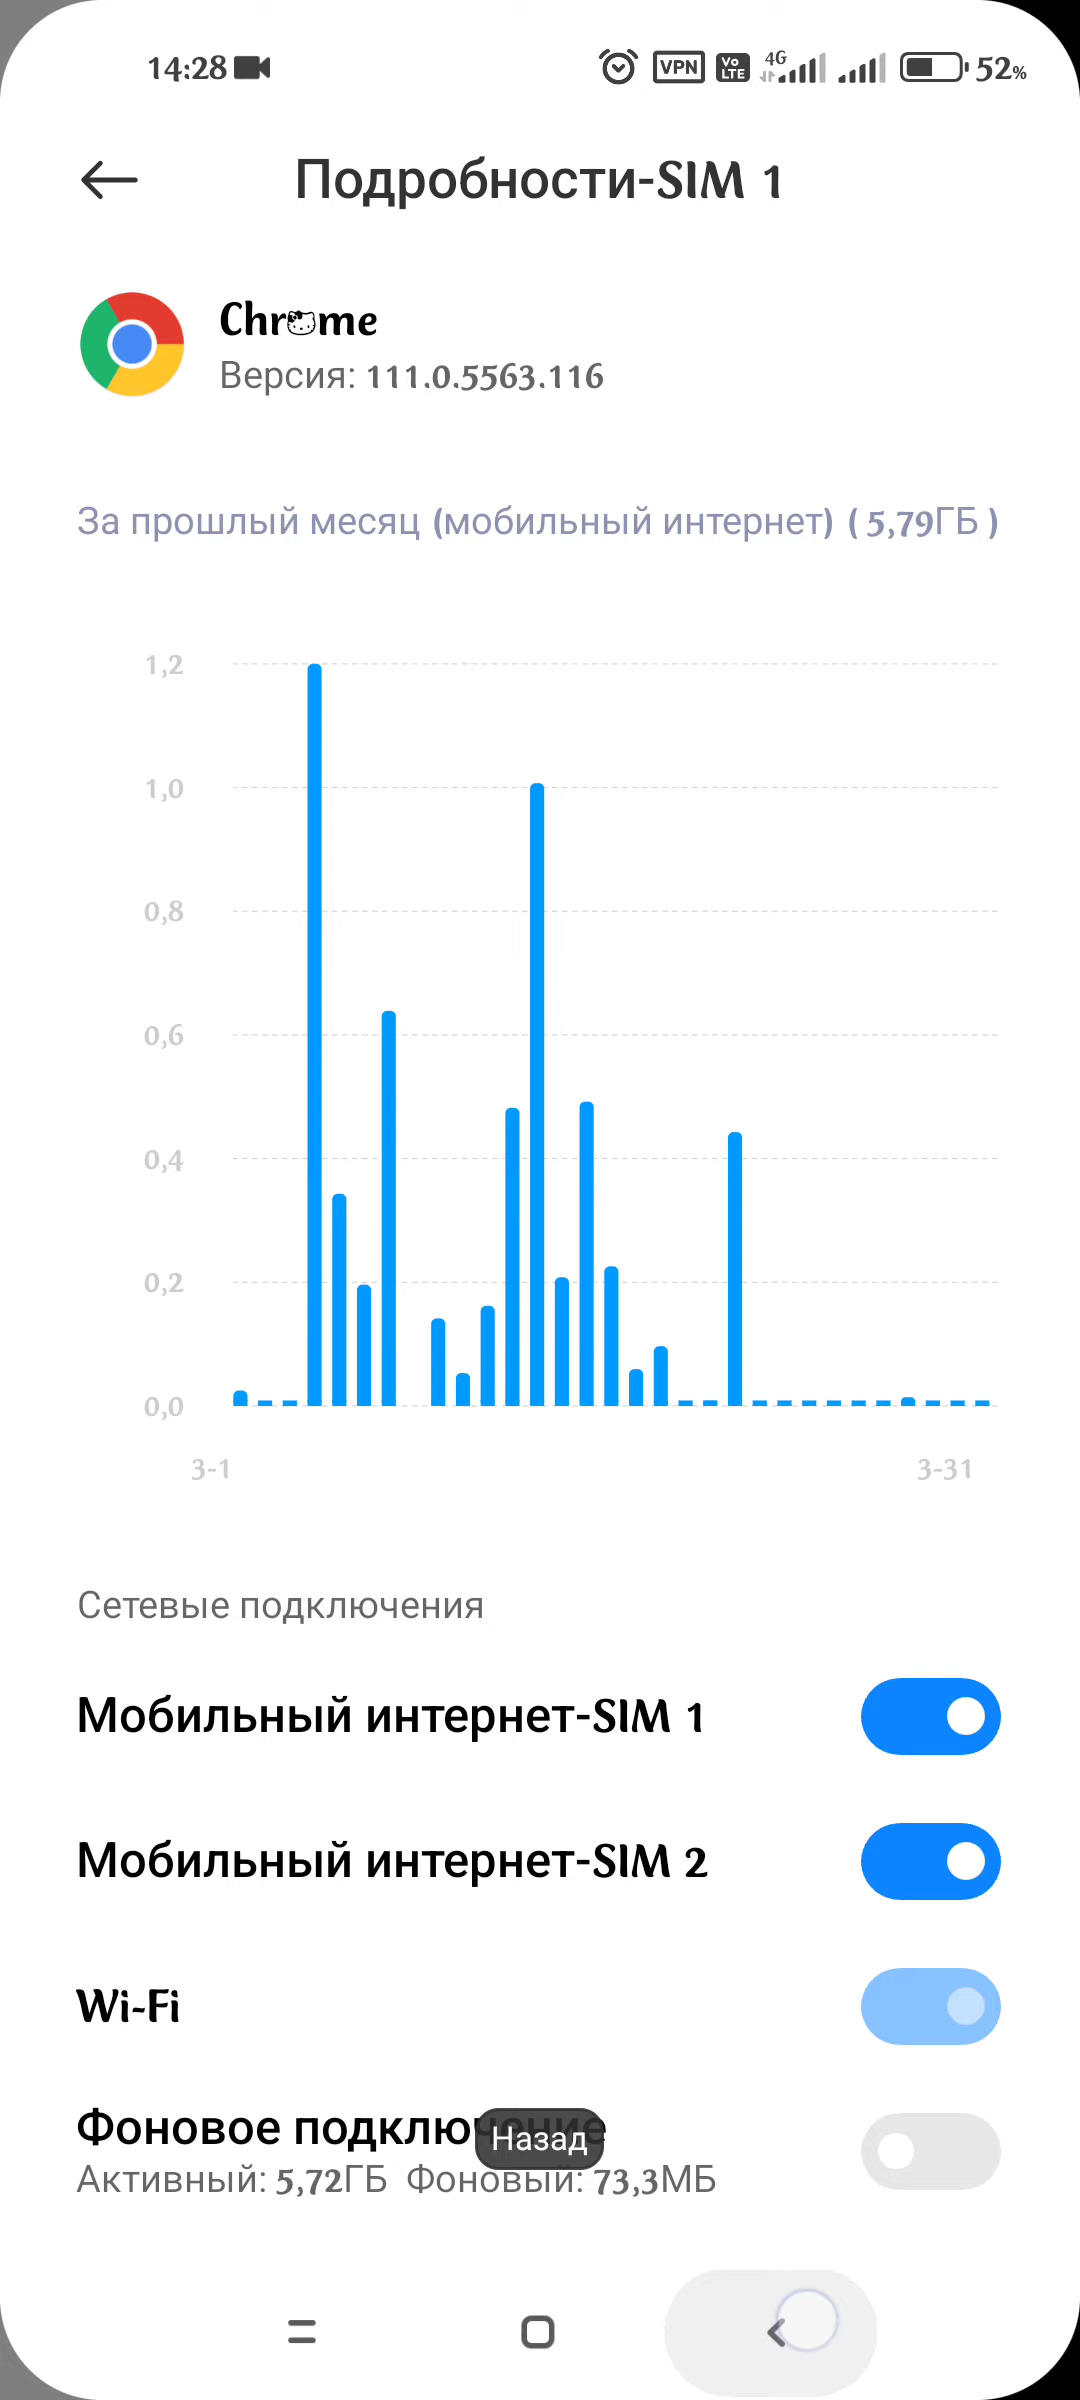 14:28 VPN Vo LTE 4G 52%
Подробности-SIM 1
Chrome
Версия: 111.0.5563.116
За прошлый месяц (мобильный интернет) ( 5,79ГБ )
1,2
1,0
0,8
0,6
0,4
0,2
0,0
3-1 3-31
Сетевые подключения
Мобильный интернет-SIM 1
Мобильный интернет-SIM 2
Wi-Fi
Фоновое подключение
Назад
Активный: 5,72ГБ Фоновый: 73,3МБ